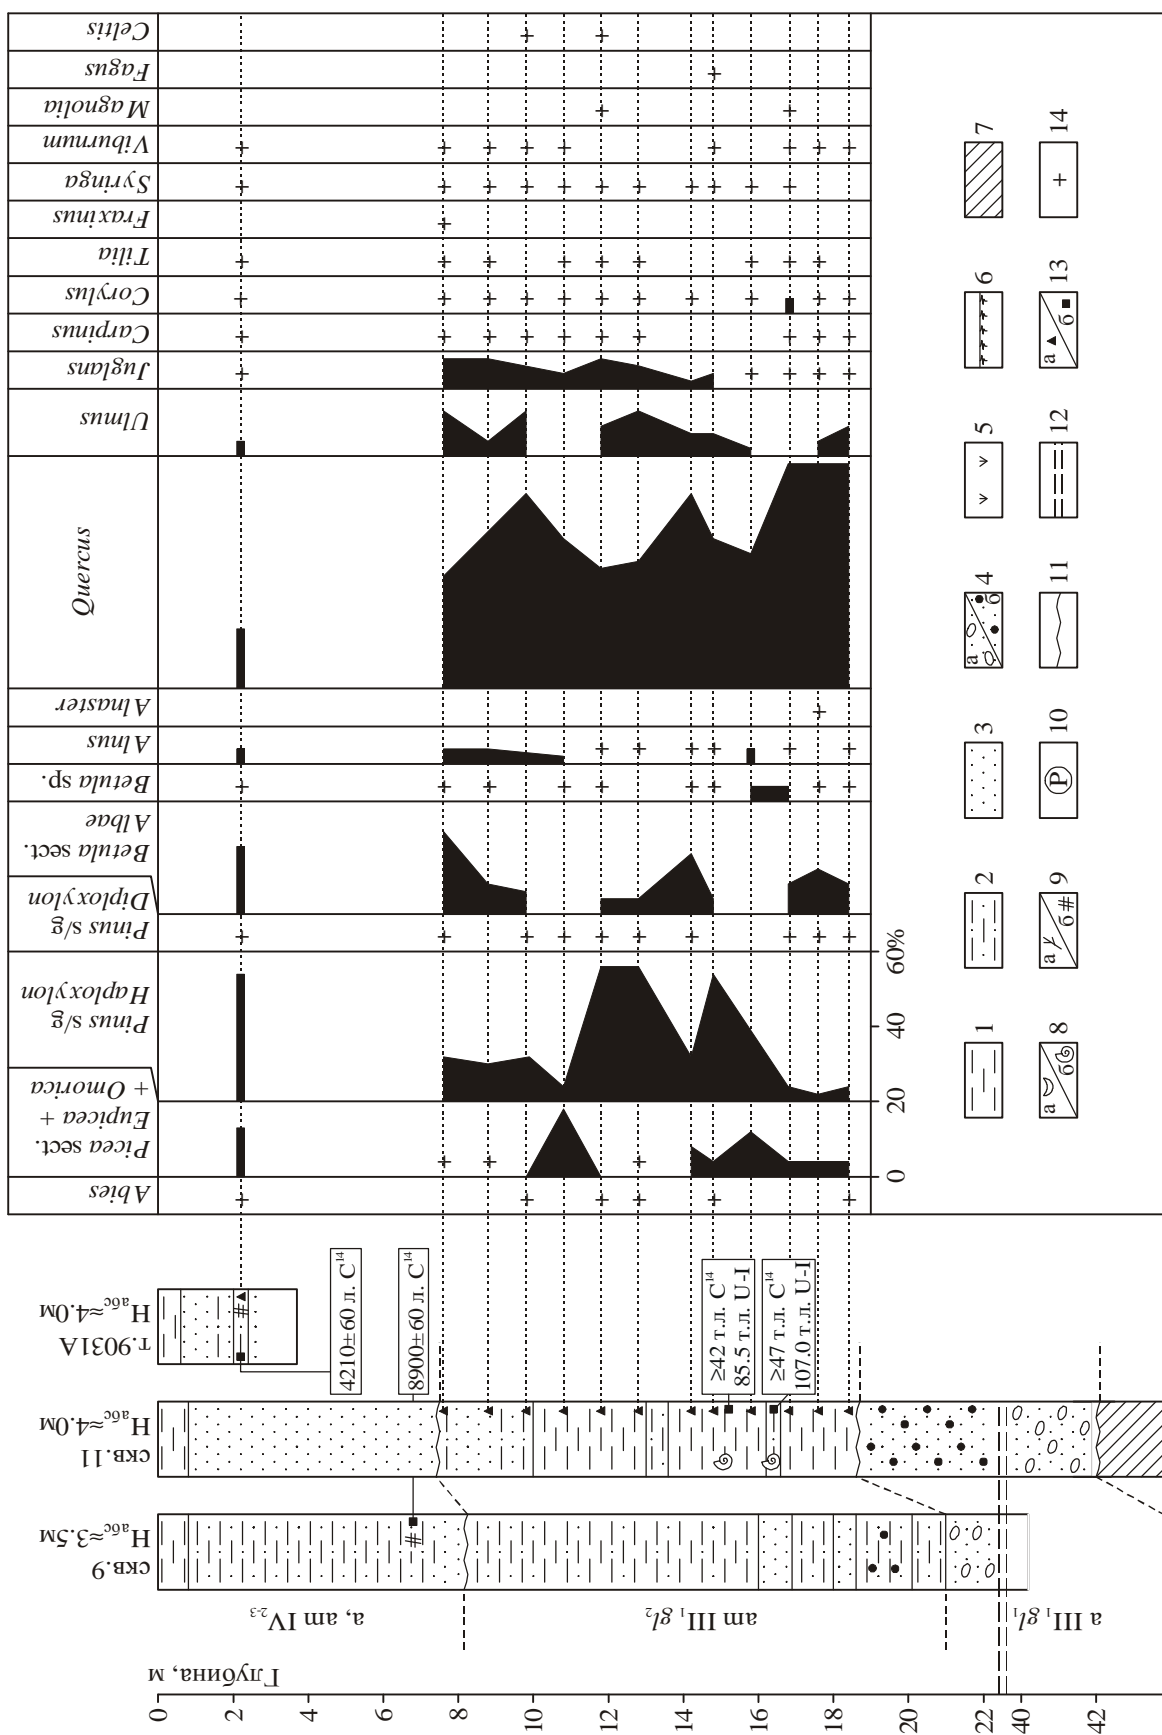 Глубина, м
0
2
4
6
8
10
12
14
16
18
20
22
40
42
a, am IV₂₋₃
am III₁ gl₂
a III₁ gl₁
скв.9
Hабс≈3.5м
скв.11
Hабс≈4.0м
т.9031А
Hабс≈4.0м
4210±60 л. C¹⁴
8900±60 л. C¹⁴
≥42 т.л. C¹⁴
85.5 т.л. U-I
≥47 т.л. C¹⁴
107.0 т.л. U-I
Abies
Picea sect.
Eupicea +
+ Omorica
Pinus s/g
Haploxylon
Pinus s/g
Diploxylon
Betula sect.
Albae
Betula sp.
Alnus
Alnaster
Quercus
Ulmus
Juglans
Carpinus
Corylus
Tilia
Fraxinus
Syringa
Viburnum
Magnolia
Fagus
Celtis
0
20
40
60%
1
2
3
а
б
4
5
6
7
а
б
8
а
б
#
9
P
10
11
12
а
б
13
+
14